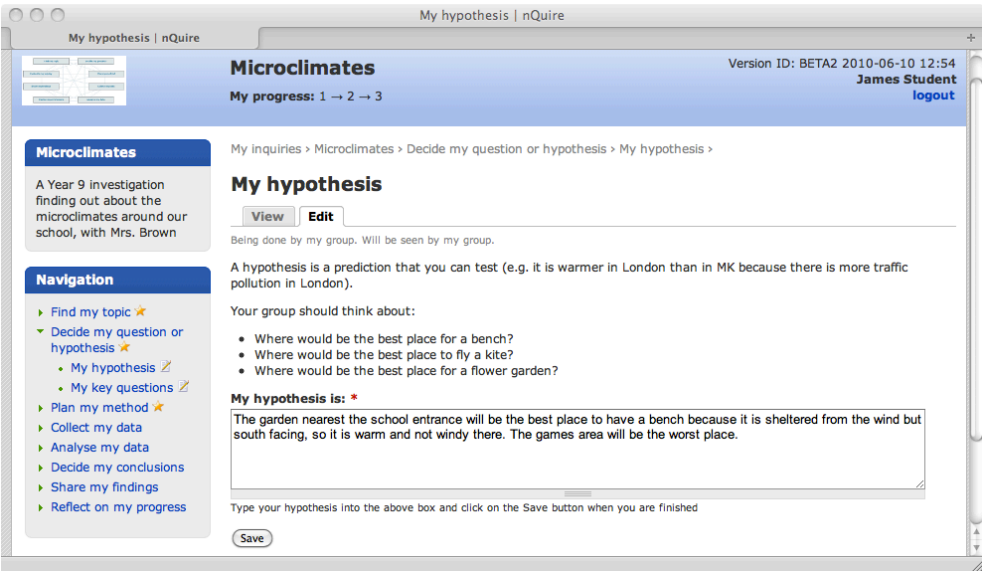 My hypothesis | nQuire
My hypothesis | nQuire
Microclimates
My progress: 1 → 2 → 3
Version ID: BETA2 2010-06-10 12:54
James Student
logout
Microclimates
A Year 9 investigation
finding out about the
microclimates around our
school, with Mrs. Brown
Navigation
Find my topic
Decide my question or
hypothesis
My hypothesis
My key questions
Plan my method
Collect my data
Analyse my data
Decide my conclusions
Share my findings
Reflect on my progress
My inquiries › Microclimates › Decide my question or hypothesis › My hypothesis ›
My hypothesis
View Edit
Being done by my group. Will be seen by my group.
A hypothesis is a prediction that you can test (e.g. it is warmer in London than in MK because there is more traffic
pollution in London).
Your group should think about:
• Where would be the best place for a bench?
• Where would be the best place to fly a kite?
• Where would be the best place for a flower garden?
My hypothesis is: *
The garden nearest the school entrance will be the best place to have a bench because it is sheltered from the wind but
south facing, so it is warm and not windy there. The games area will be the worst place.
Type your hypothesis into the above box and click on the Save button when you are finished
Save